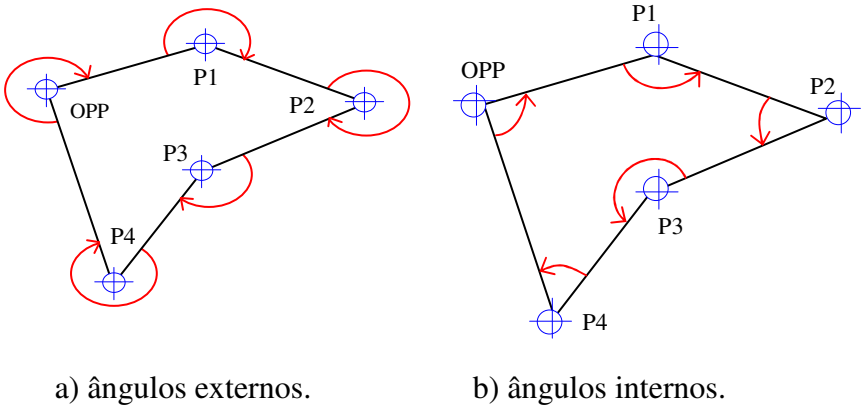 P1
OPP
P2
P3
P4
a) ângulos externos.
P1
OPP
P2
P3
P4
b) ângulos internos.